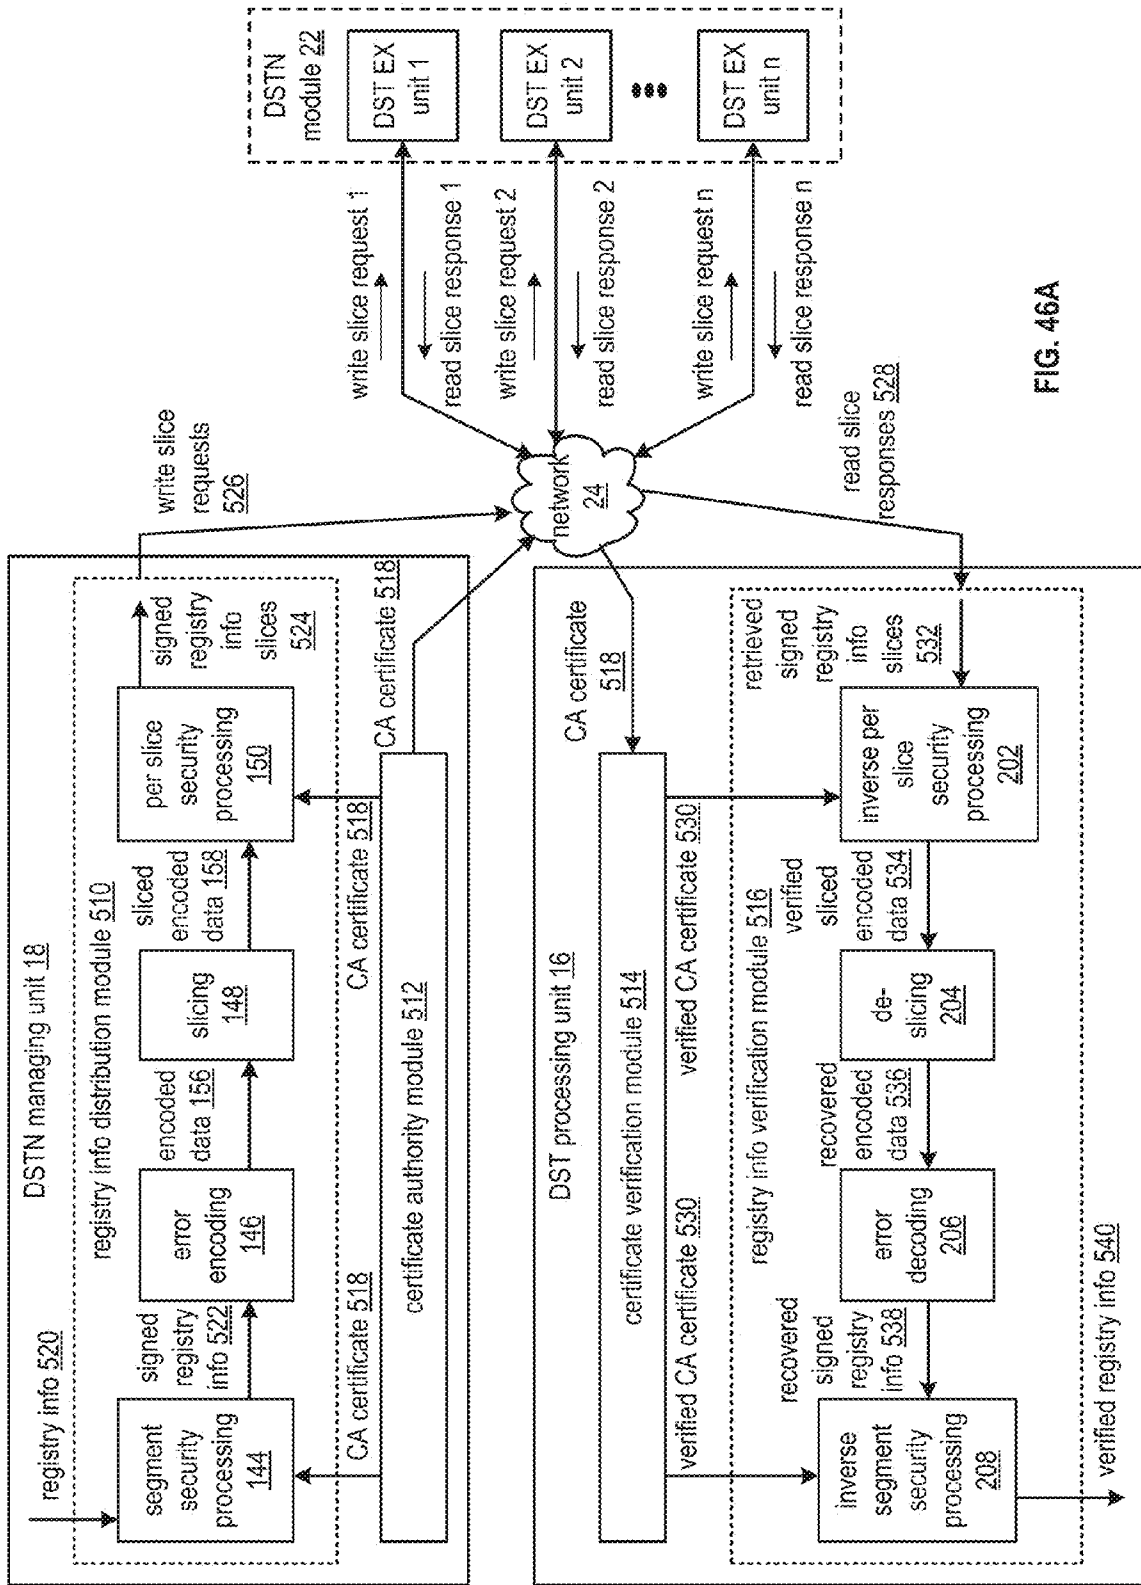 DSTN managing unit 18
registry info 520
registry info distribution module 510
segment
security
processing
144
signed
registry
info 522
error
encoding
146
encoded
data 156
slicing
148
sliced
encoded
data 158
per slice
security
processing
150
signed
registry
info
slices
524
write slice
requests
526
CA certificate 518
CA certificate 518
CA certificate 518
certificate authority module 512
network
24
DSTN
module 22
DST EX
unit 1
DST EX
unit 2
DST EX
unit n
write slice request 1
read slice response 1
write slice request 2
read slice response 2
write slice request n
read slice response n
DST processing unit 16
CA certificate
518
certificate verification module 514
verified CA certificate 530
verified CA certificate 530
registry info verification module 516
read slice
responses 528
retrieved
signed
registry
info
slices
532
inverse per
slice
security
processing
202
verified
sliced
encoded
data 534
de-
slicing
204
recovered
encoded
data 536
error
decoding
206
recovered
signed
registry
info 538
inverse
segment
security
processing
208
verified registry info 540
FIG. 46A